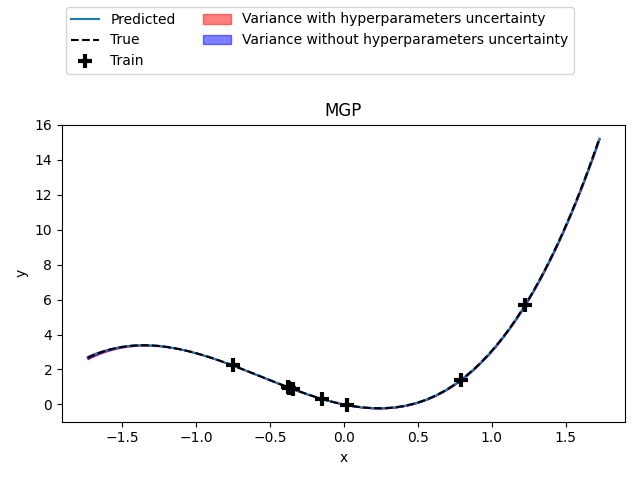 Predicted
True
Train
Variance with hyperparameters uncertainty
Variance without hyperparameters uncertainty
MGP
16
14
12
10
8
6
4
2
0
y
−1.5 −1.0 −0.5 0.0 0.5 1.0 1.5
x